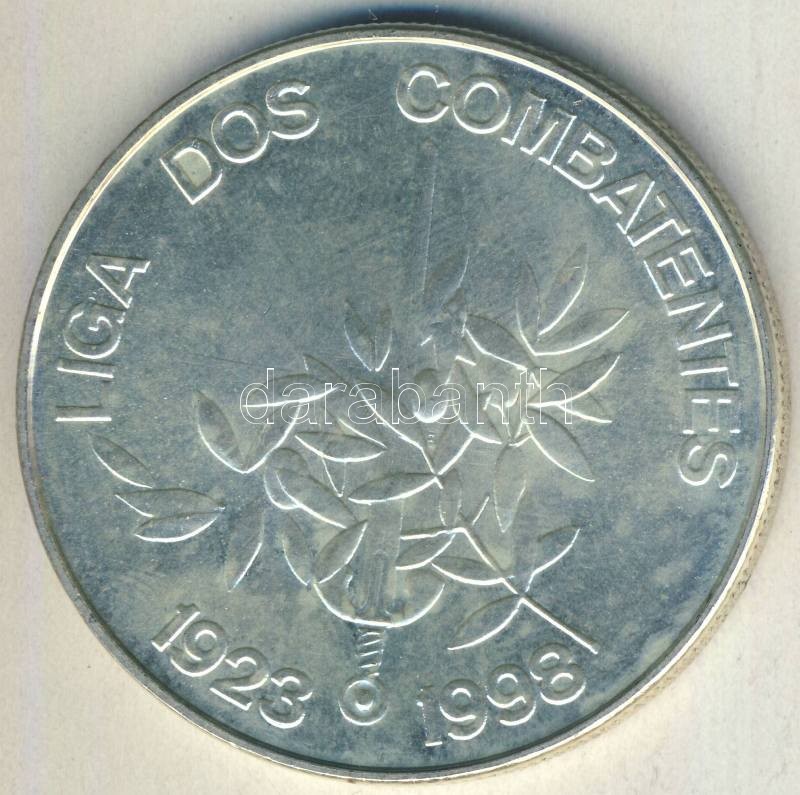 LIGA DOS COMBATENTES
1923 1998
darabanth